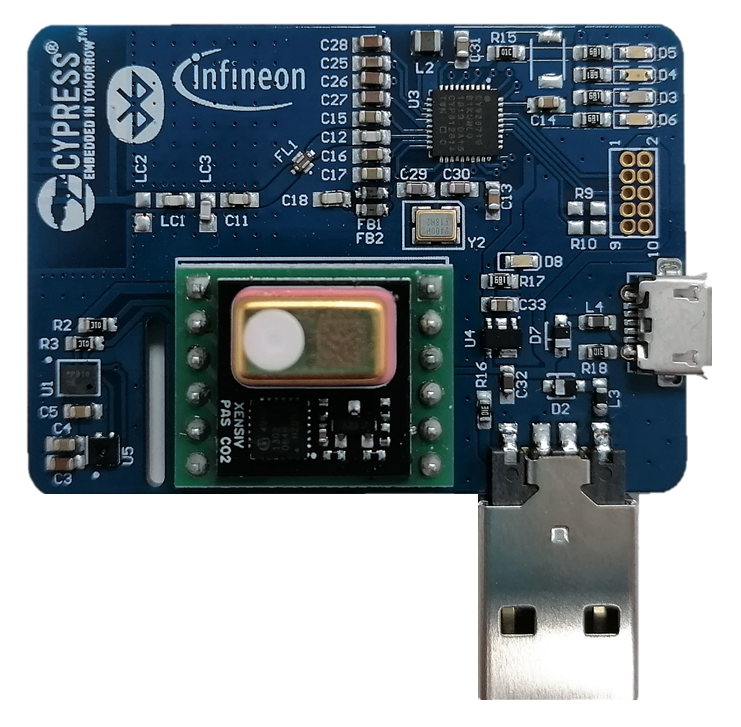 CYPRESS®
EMBEDDED IN TOMORROW™
infineon
C28
C25
C26
C27
C15
C12
C16
C17
FB1
FB2
L2
C31
R15
U3
C14
D5
D4
D3
D6
1
2
9
10
R9
R10
LC2
LC3
FL1
LC1
C11
C18
C29
C30
C13
Y2
D8
R17
C33
U4
D7
L4
R18
R16
C32
D2
L3
R2
R3
U1
C5
C4
C3
U5
XENSIV
PAS CO2